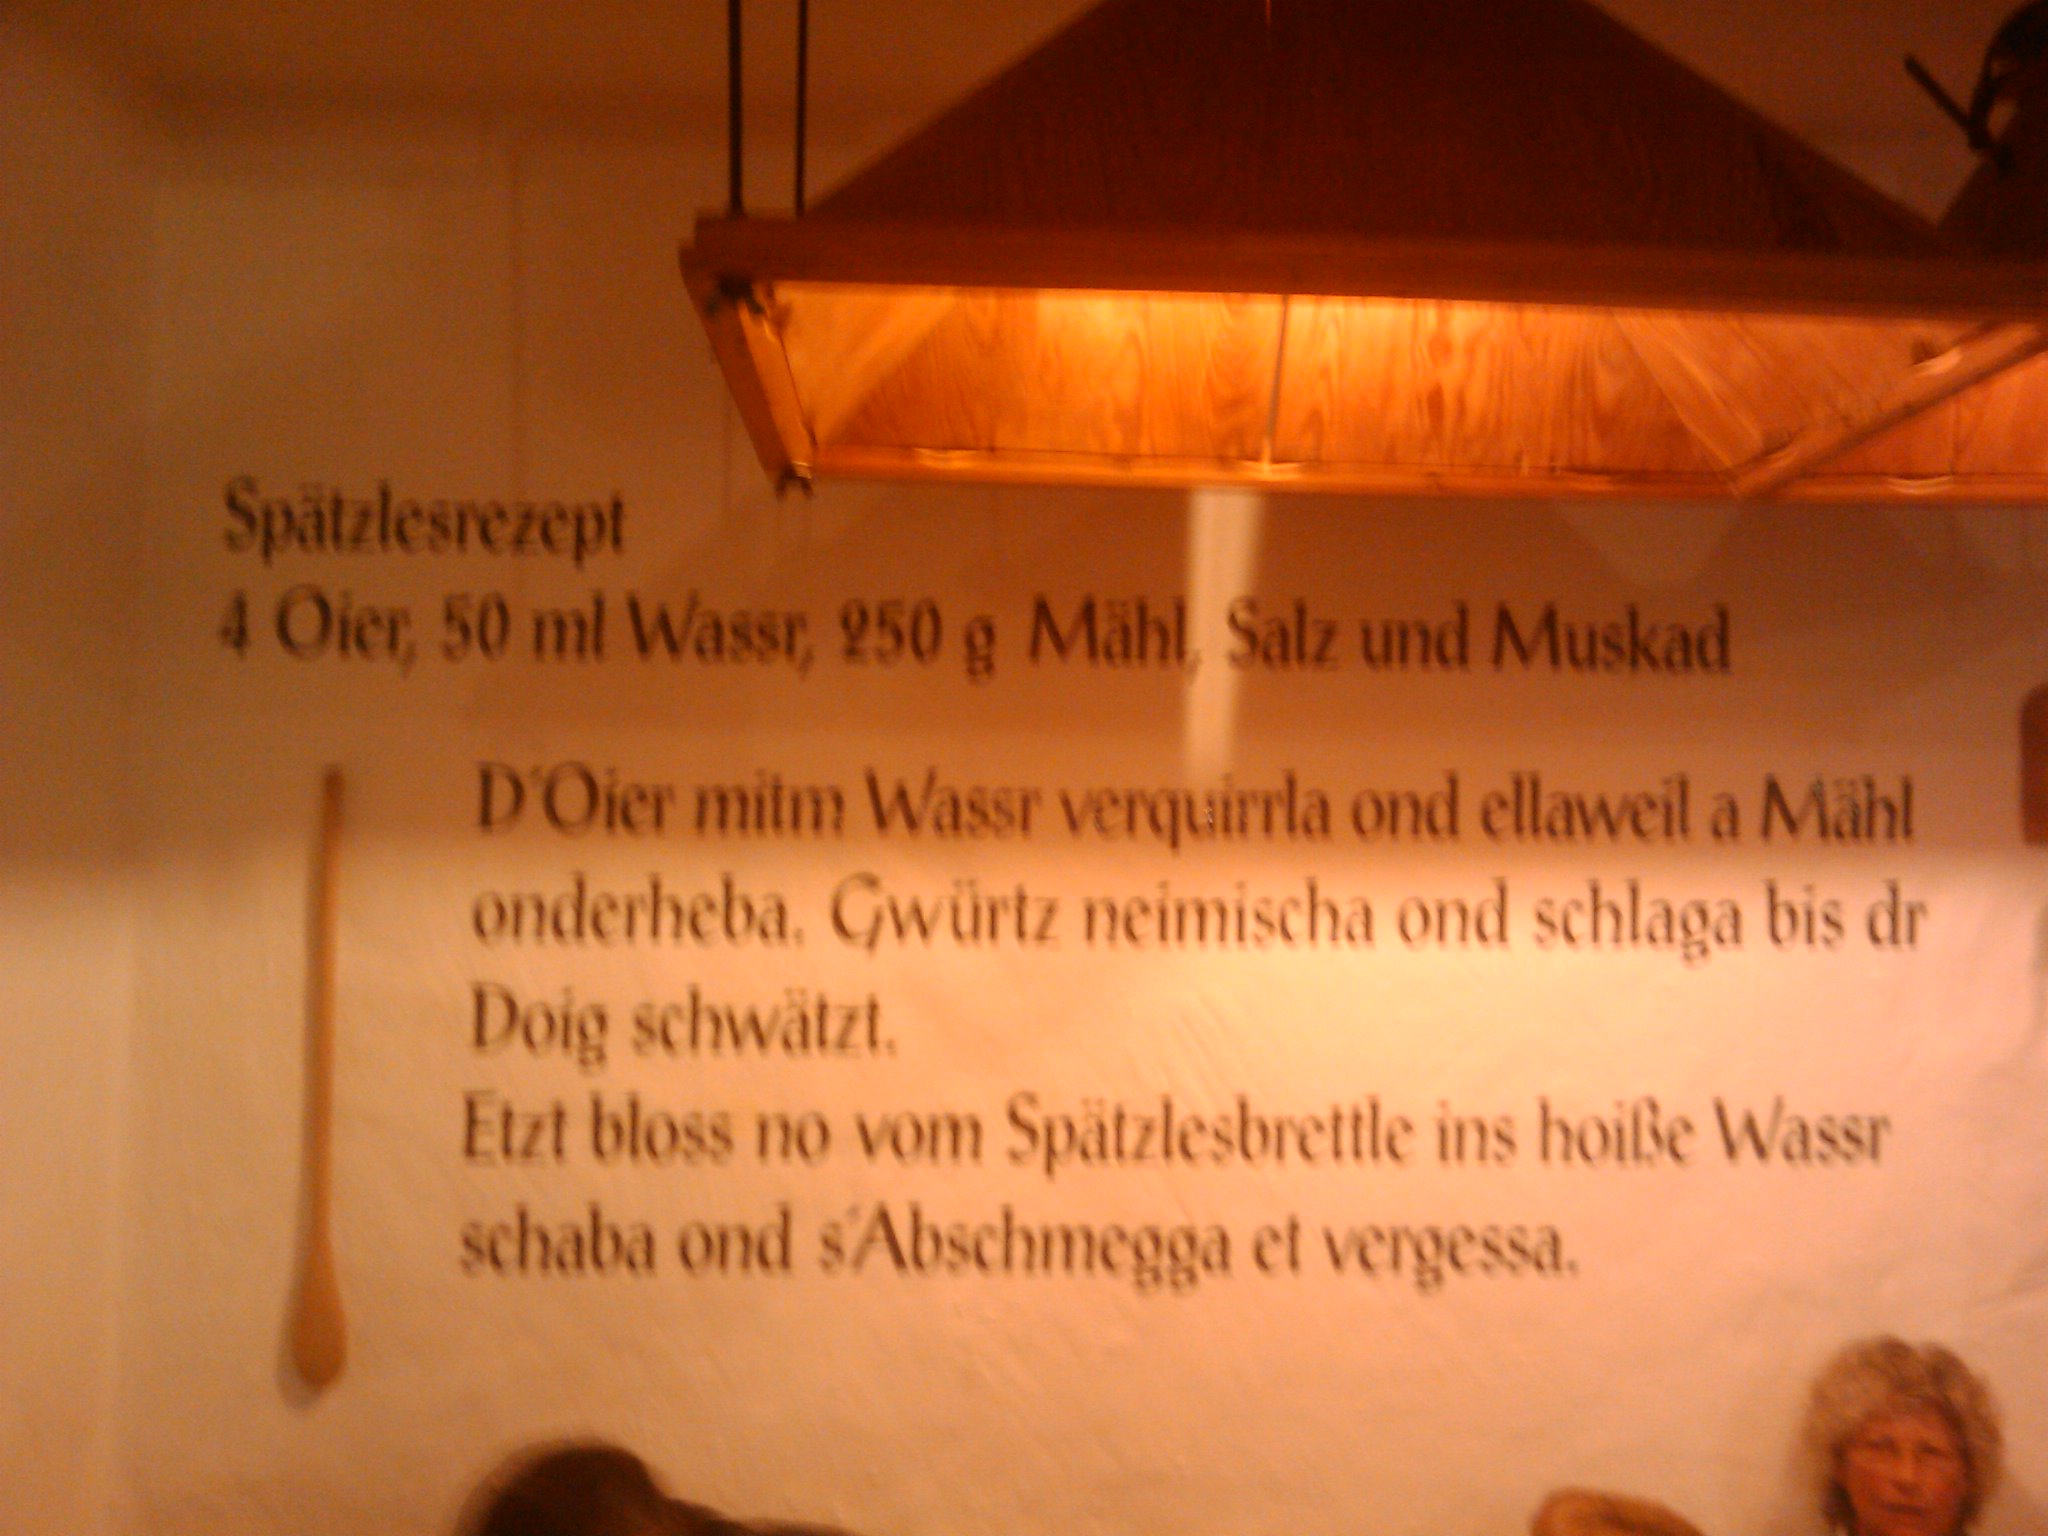 Spätzlesrezept
4 Oier, 50 ml Wassr, 250 g Mähl, Salz und Muskad
D'Oier mitm Wassr verquirrla ond ellaweil a Mähl
onderheba. Gwürtz neimischa ond schlaga bis dr
Doig schwätzt.
Etzt bloss no vom Spätzlesbrettle ins hoiße Wassr
schaba ond s'Abschmegga et vergessa.